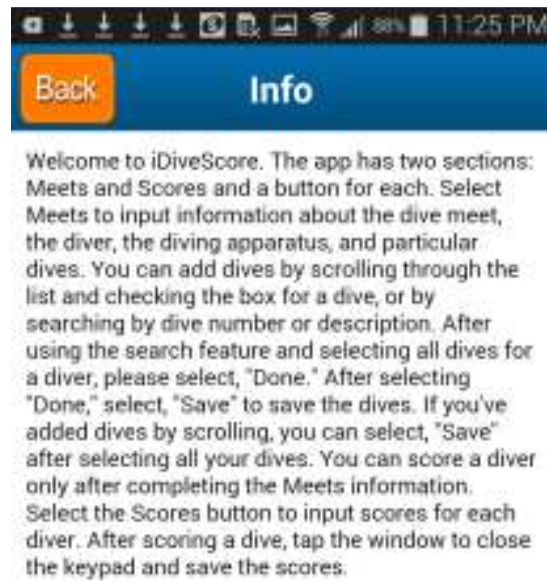 88% 11:25 PM
Back Info
Welcome to iDiveScore. The app has two sections:
Meets and Scores and a button for each. Select
Meets to input information about the dive meet,
the diver, the diving apparatus, and particular
dives. You can add dives by scrolling through the
list and checking the box for a dive, or by
searching by dive number or description. After
using the search feature and selecting all dives for
a diver, please select, "Done." After selecting
"Done," select, "Save" to save the dives. If you've
added dives by scrolling, you can select, "Save"
after selecting all your dives. You can score a diver
only after completing the Meets information.
Select the Scores button to input scores for each
diver. After scoring a dive, tap the window to close
the keypad and save the scores.